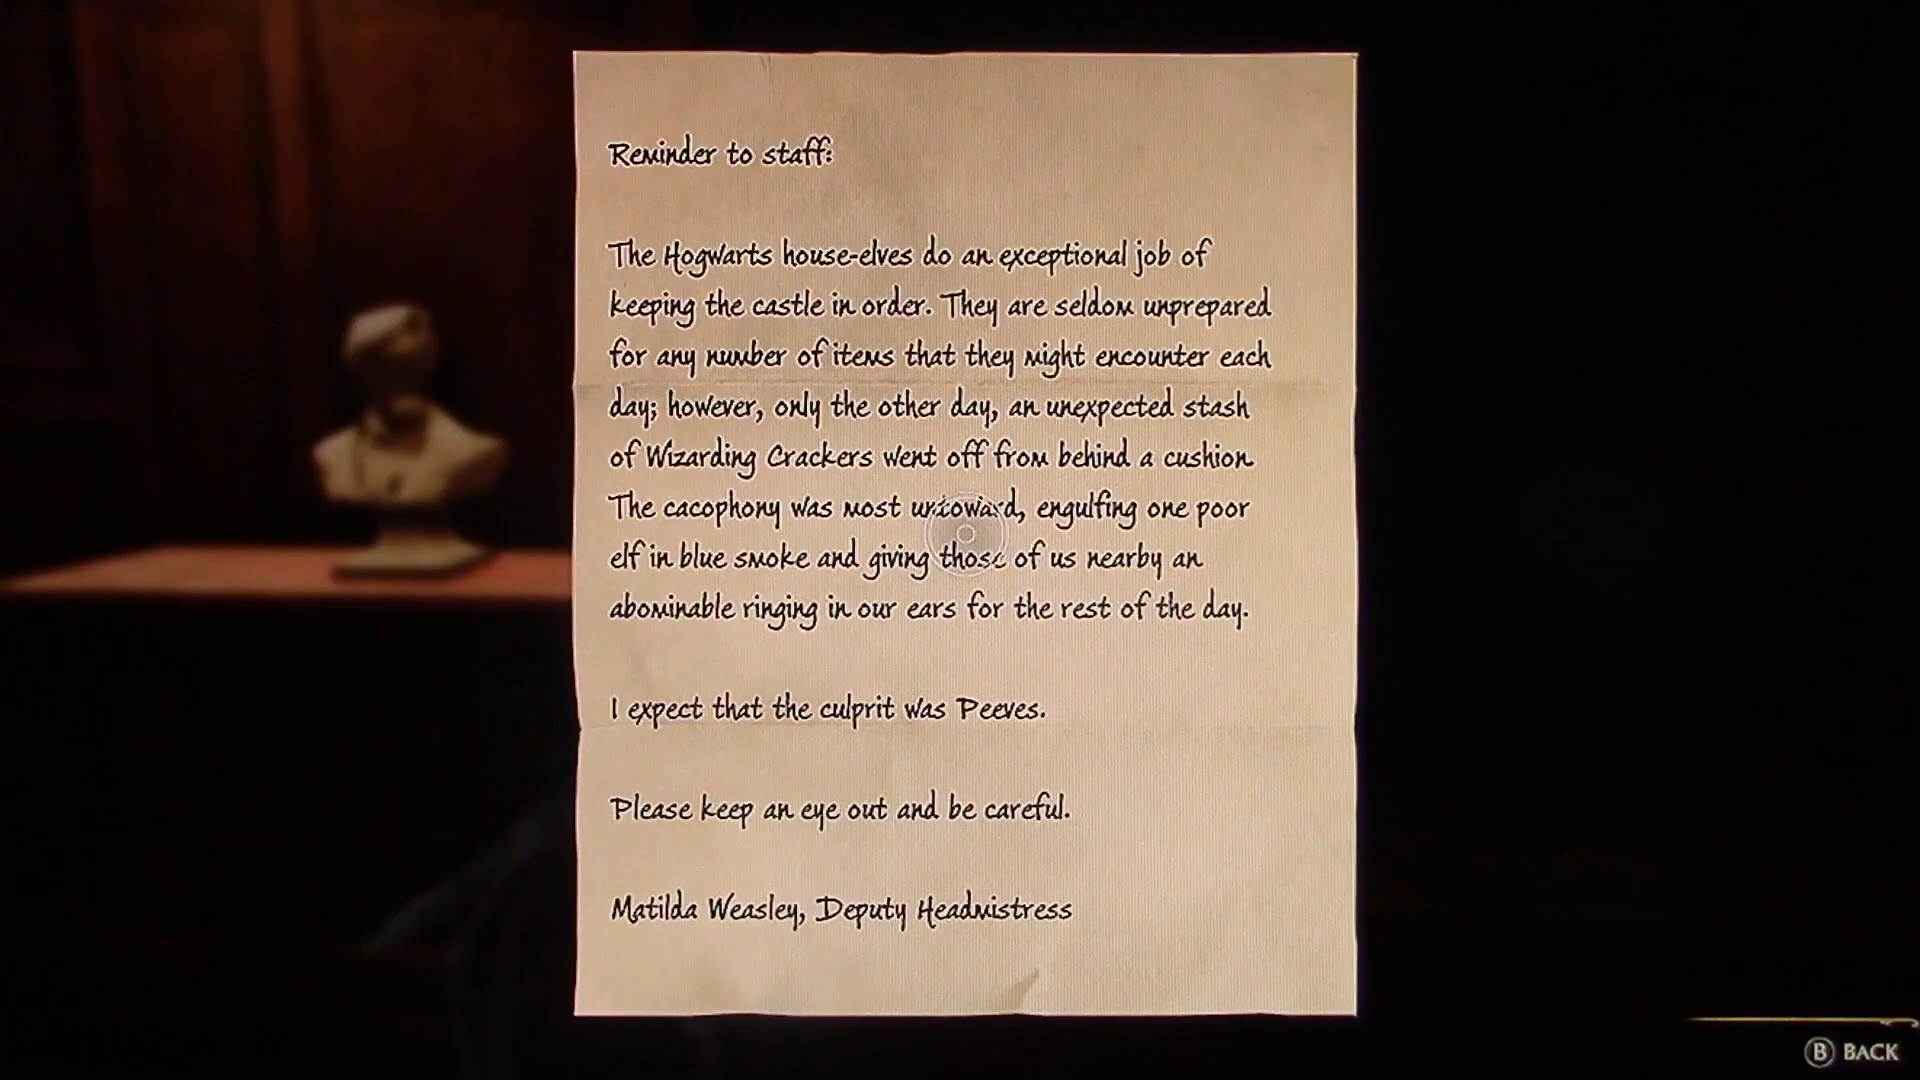 Reminder to staff:
The Hogwarts house-elves do an exceptional job of
keeping the castle in order. They are seldom unprepared
for any number of items that they might encounter each
day; however, only the other day, an unexpected stash
of Wizarding Crackers went off from behind a cushion
The cacophony was most untoward, engulfing one poor
elf in blue smoke and giving those of us nearby an
abominable ringing in our ears for the rest of the day.
I expect that the culprit was Peeves.
Please keep an eye out and be careful.
Matilda Weasley, Deputy Headmistress
B BACK